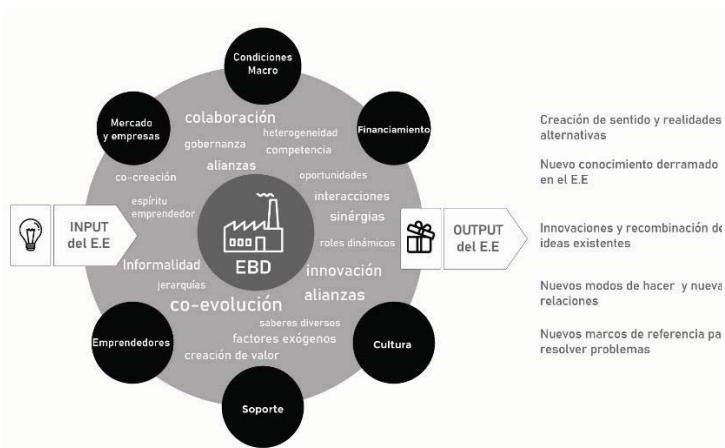 Condiciones
Macro
Mercado
y empresas
Financiamiento
colaboración
heterogeneidad
gobernanza
competencia
alianzas
co-creación
oportunidades
espíritu
emprendedor
interacciones
sinérgias
INPUT
del E.E
EBD
roles dinámicos
OUTPUT
del E.E
Informalidad
innovación
jerarquías
alianzas
co-evolución
saberes diversos
factores exógenos
creación de valor
Emprendedores
Cultura
Soporte
Creación de sentido y realidades
alternativas
Nuevo conocimiento derramado
en el E.E
Innovaciones y recombinación de
ideas existentes
Nuevos modos de hacer y nueva
relaciones
Nuevos marcos de referencia pa
resolver problemas